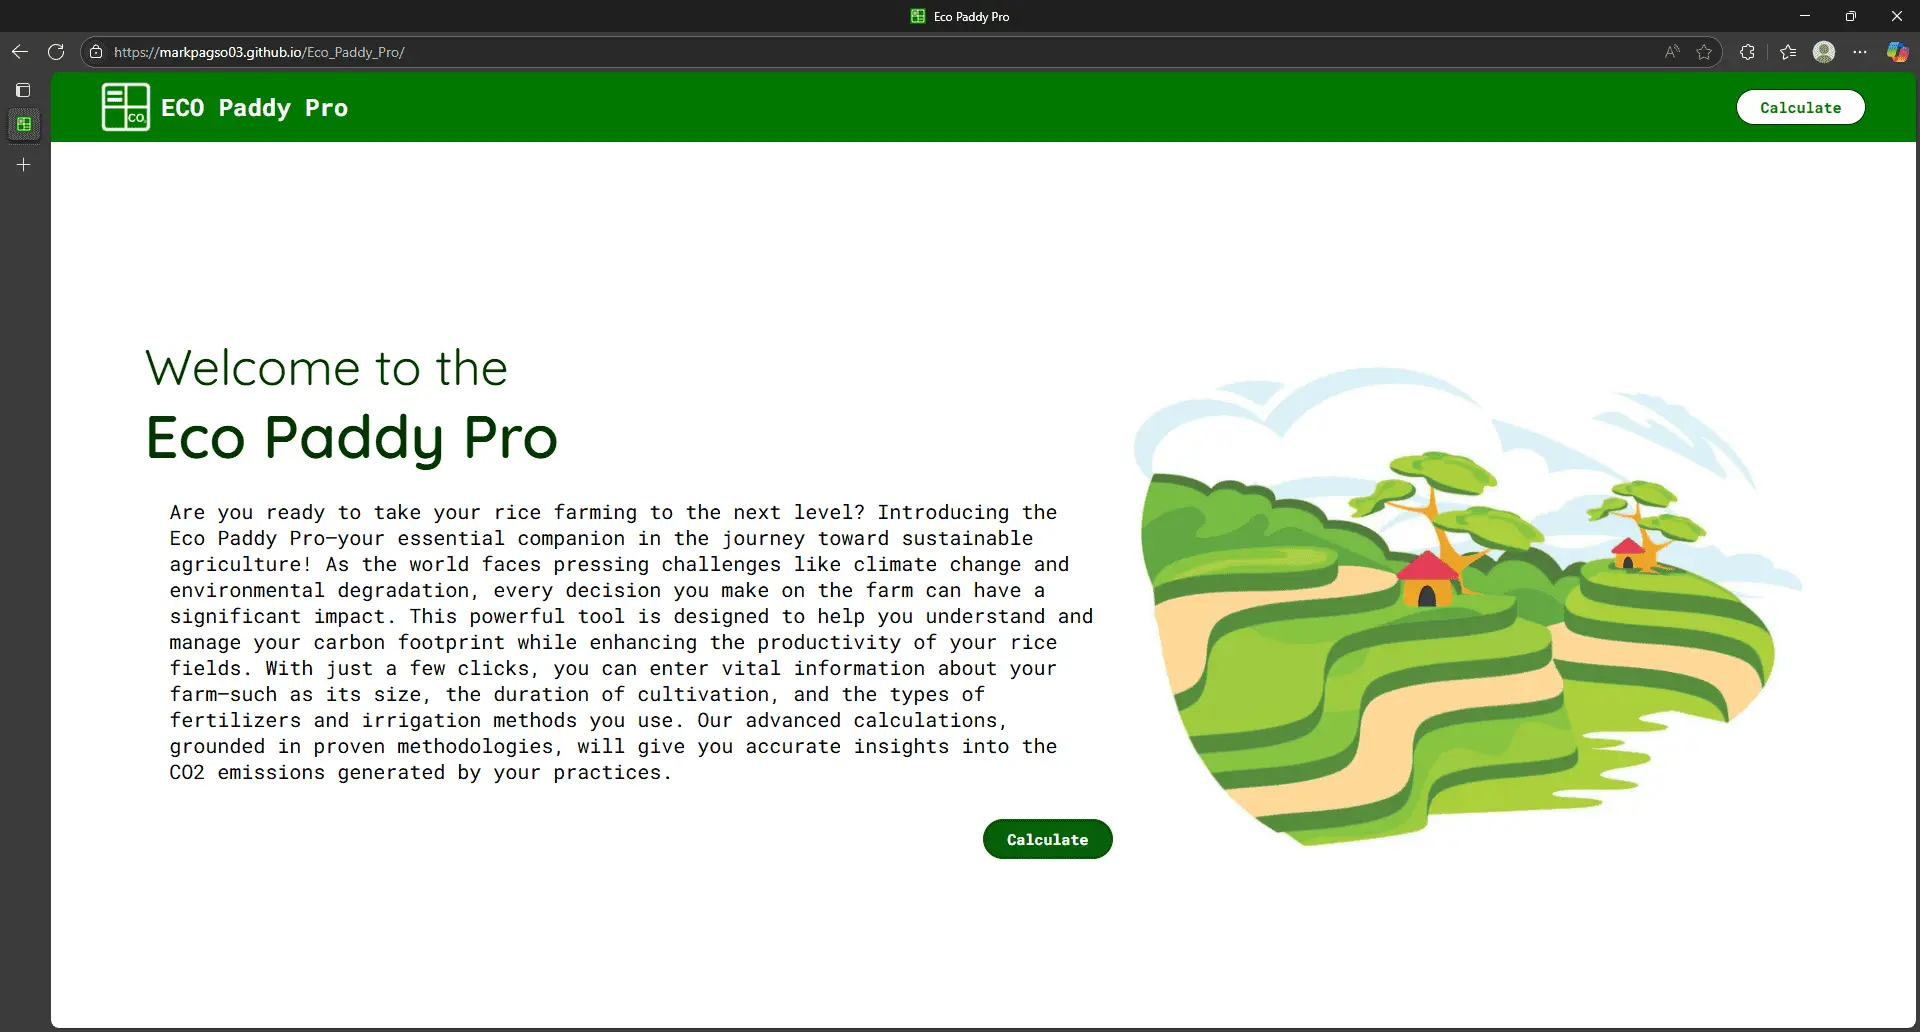 Eco Paddy Pro
https://markpagso03.github.io/Eco_Paddy_Pro/
CO₂
ECO Paddy Pro
Calculate
Welcome to the
Eco Paddy Pro
Are you ready to take your rice farming to the next level? Introducing the
Eco Paddy Pro—your essential companion in the journey toward sustainable
agriculture! As the world faces pressing challenges like climate change and
environmental degradation, every decision you make on the farm can have a
significant impact. This powerful tool is designed to help you understand and
manage your carbon footprint while enhancing the productivity of your rice
fields. With just a few clicks, you can enter vital information about your
farm—such as its size, the duration of cultivation, and the types of
fertilizers and irrigation methods you use. Our advanced calculations,
grounded in proven methodologies, will give you accurate insights into the
CO2 emissions generated by your practices.
Calculate